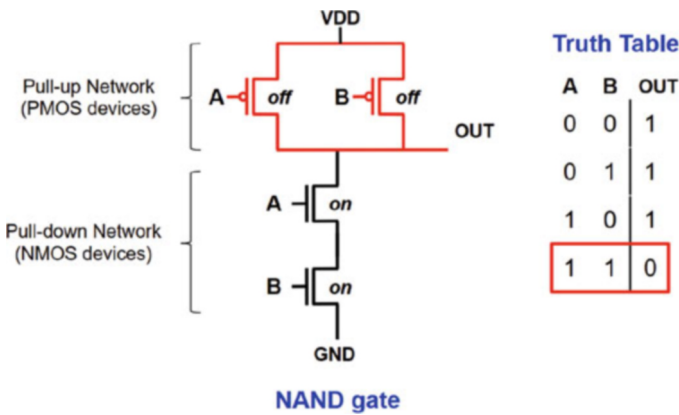 VDD
Pull-up Network
(PMOS devices)
A
off
B
off
OUT
Pull-down Network
(NMOS devices)
A
on
B
on
GND
NAND gate
Truth Table
A B OUT
0 0 1
0 1 1
1 0 1
1 1 0